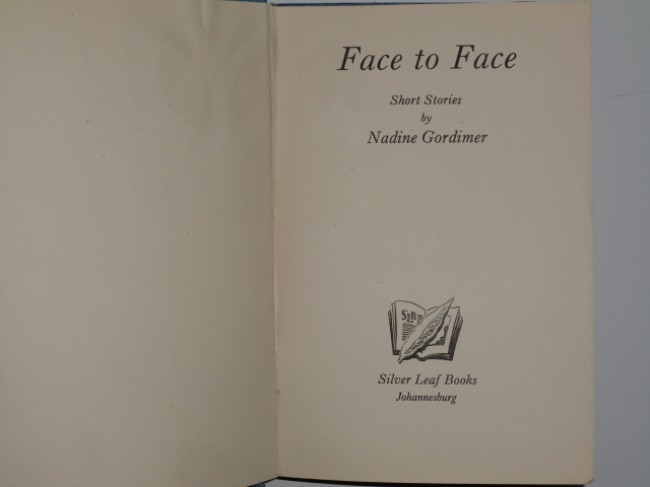 Face to Face
Short Stories
by
Nadine Gordimer
SLB
Silver Leaf Books
Johannesburg